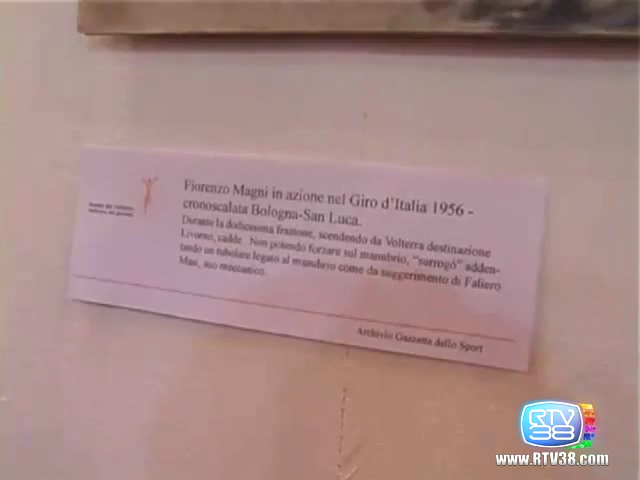 Fiorenzo Magni in azione nel Giro d'Italia 1956 -
cronoscalata Bologna-San Luca.
Durante la dodicesima frazione, scendendo da Volterra destinazione
Livorno, cadde. Non potendo forzare sul manubrio, "surrogò" adden-
tando un tubolare legato al manubrio come da suggerimento di Faliero
Masi, suo meccanico.
Archivio Gazzetta dello Sport
RTV
38
www.RTV38.com